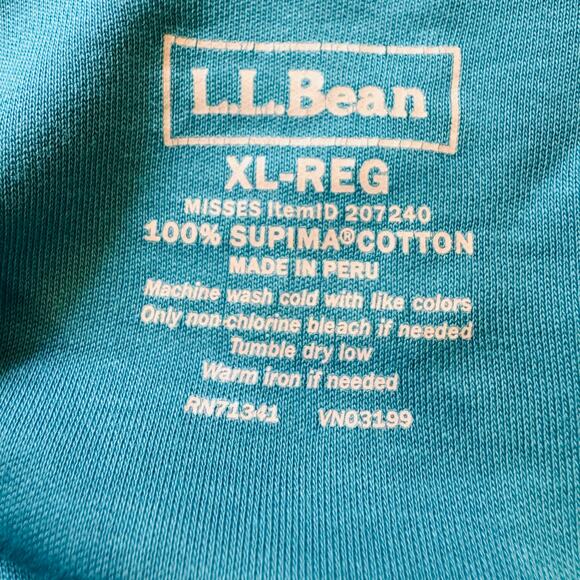 L.L.Bean
XL-REG
MISSES ItemID 207240
100% SUPIMA® COTTON
MADE IN PERU
Machine wash cold with like colors
Only non-chlorine bleach if needed
Tumble dry low
Warm iron if needed
RN71341 VN03199